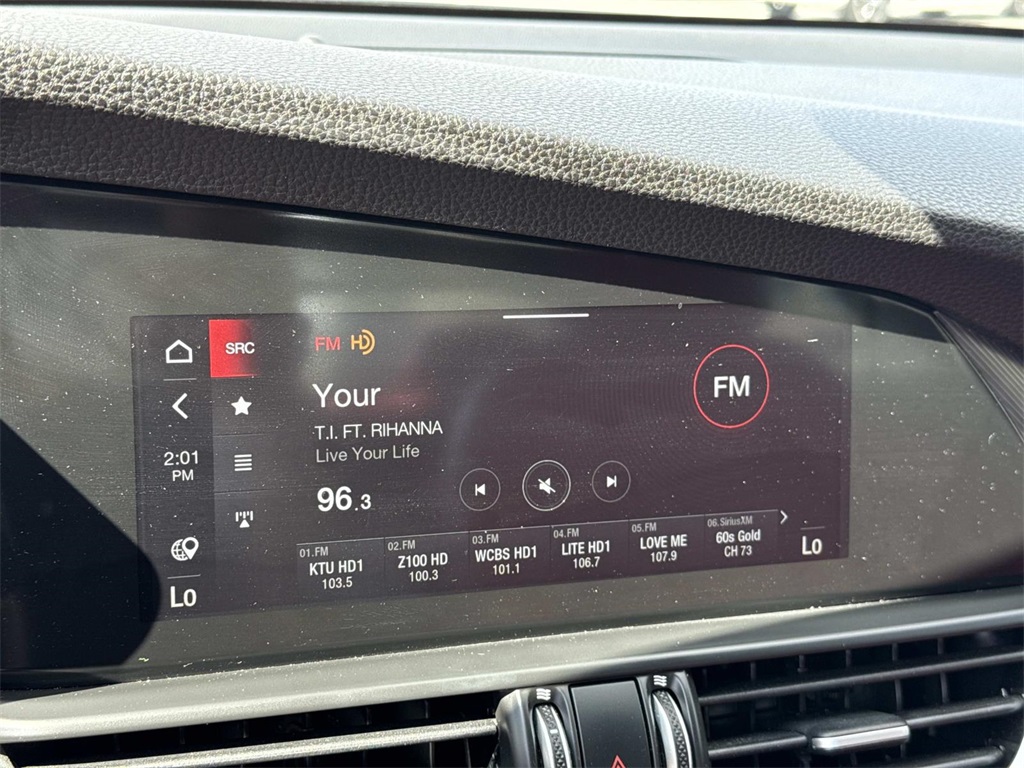 SRC
FM HD
FM
Your
T.I. FT. RIHANNA
Live Your Life
96.3
2:01
PM
01.FM
KTU HD1
103.5
02.FM
Z100 HD
100.3
03.FM
WCBS HD1
101.1
04.FM
LITE HD1
106.7
05.FM
LOVE ME
107.9
06.SiriusXM
60s Gold
CH 73
Lo
Lo